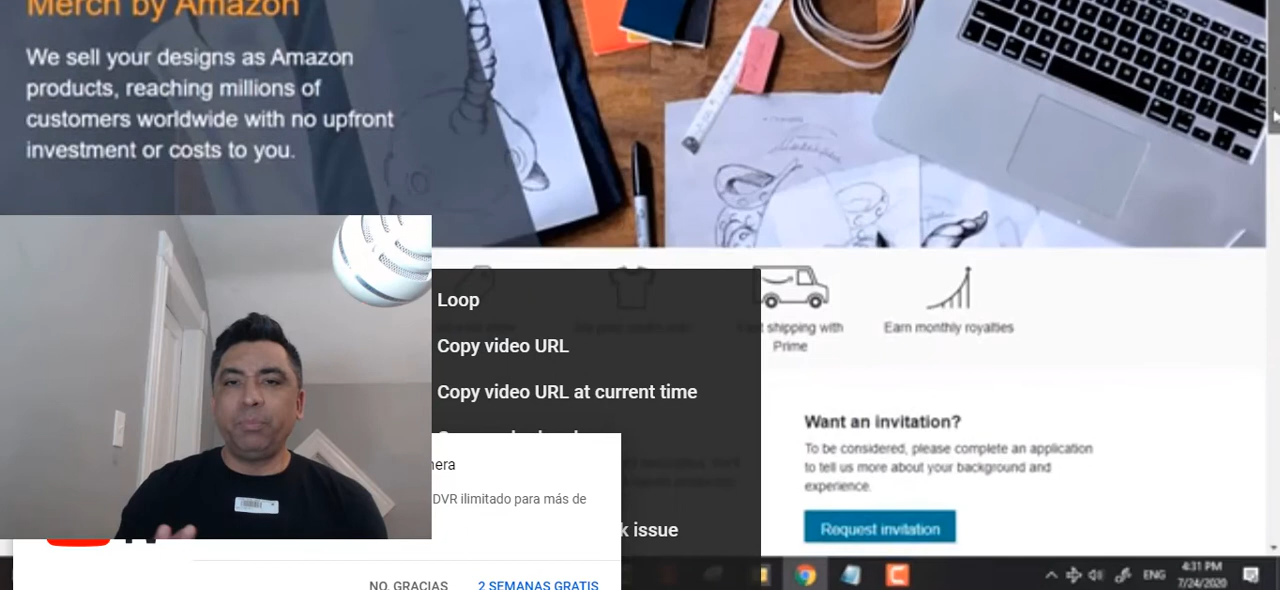 Merch by Amazon
We sell your designs as Amazon
products, reaching millions of
customers worldwide with no upfront
investment or costs to you.
Loop
Copy video URL
Copy video URL at current time
shipping with
Prime
Earn monthly royalties
Want an invitation?
To be considered, please complete an application
to tell us more about your background and
experience.
Request invitation
nera
DVR ilimitado para más de
k issue
NO, GRACIAS
2 SEMANAS GRATIS
ENG
4:31 PM
7/24/2020